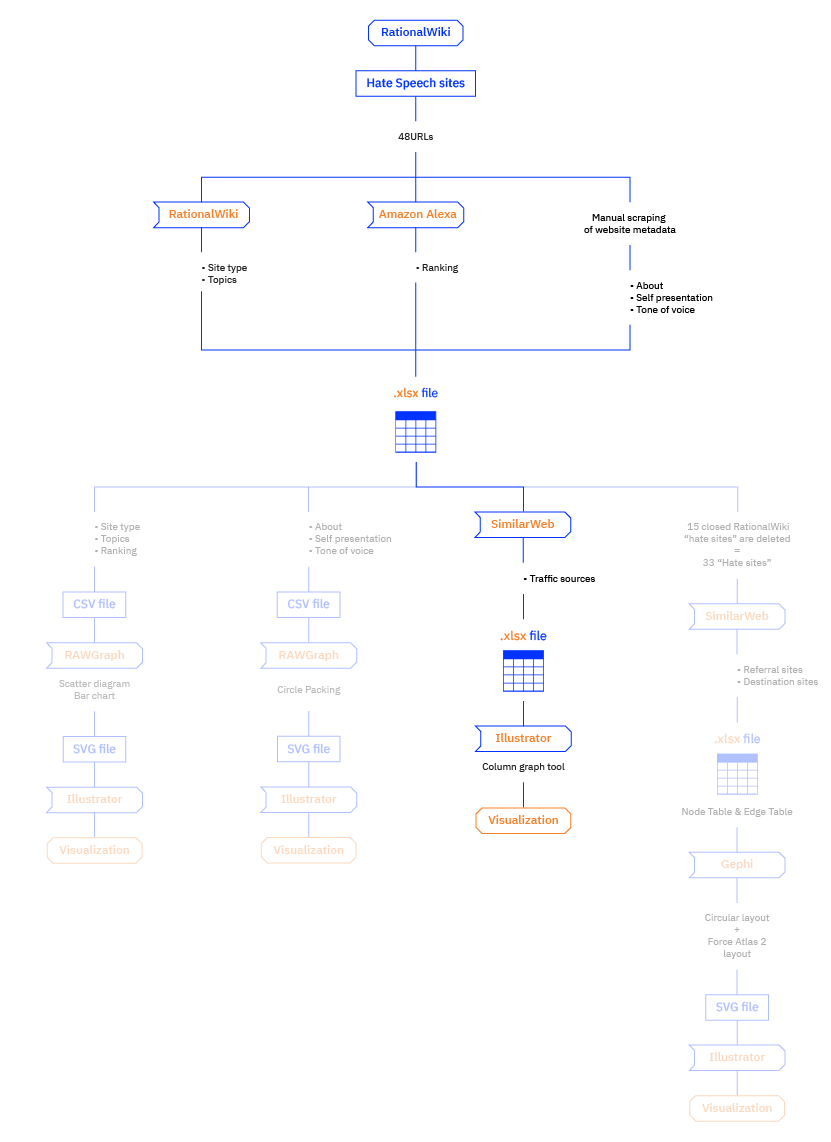 RationalWiki
Hate Speech sites
48URLs
RationalWiki
• Site type
• Topics
Amazon Alexa
• Ranking
Manual scraping
of website metadata
• About
• Self presentation
• Tone of voice
.xlsx file
• Site type
• Topics
• Ranking
CSV file
RAWGraph
Scatter diagram
Bar chart
SVG file
Illustrator
Visualization
• About
• Self presentation
• Tone of voice
CSV file
RAWGraph
Circle Packing
SVG file
Illustrator
Visualization
SimilarWeb
• Traffic sources
.xlsx file
Illustrator
Column graph tool
Visualization
15 closed RationalWiki
“hate sites” are deleted
=
33 “Hate sites”
SimilarWeb
• Referral sites
• Destination sites
.xlsx file
Node Table & Edge Table
Gephi
Circular layout
+
Force Atlas 2
layout
SVG file
Illustrator
Visualization